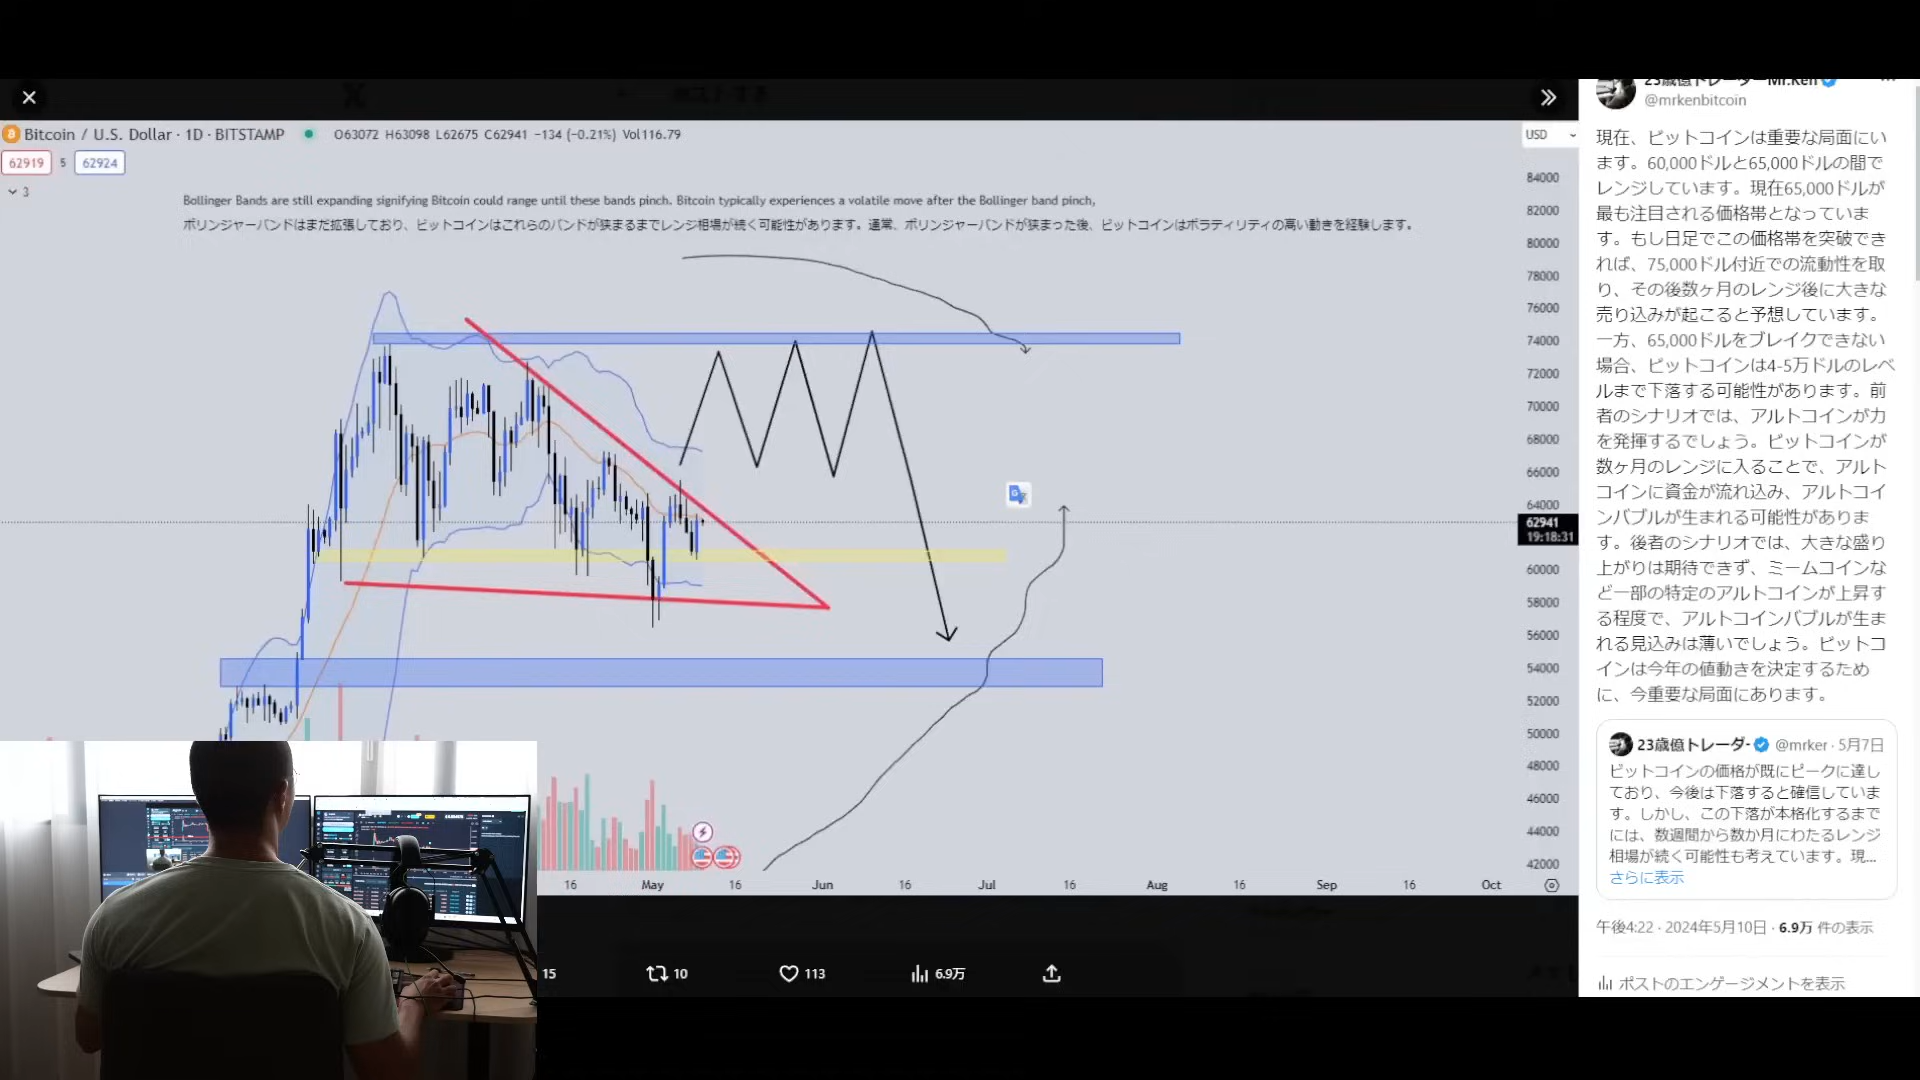 Bitcoin / U.S. Dollar · 1D · BITSTAMP O63072 H63098 L62675 C62941 −134 (−0.21%) Vol116.79
62919 5 62924
3
Bollinger Bands are still expanding signifying Bitcoin could range until these bands pinch. Bitcoin typically experiences a volatile move after the Bollinger band pinch,
ボリンジャーバンドはまだ拡張しており、ビットコインはこれらのバンドが狭まるまでレンジ相場が続く可能性があります。通常、ボリンジャーバンドが狭まった後、ビットコインはボラティリティの高い動きを経験します。
USD
84000
82000
80000
78000
76000
74000
72000
70000
68000
66000
64000
62941
19:18:31
60000
58000
56000
54000
52000
50000
48000
46000
44000
42000
16 May 16 Jun 16 Jul 16 Aug 16 Sep 16 Oct
15 10 113 6.9万
23歳億トレーダーMr.Ken
@mrkenbitcoin
現在、ビットコインは重要な局面にい
ます。60,000ドルと65,000ドルの間で
レンジしています。現在65,000ドルが
最も注目される価格帯となっていま
す。もし日足でこの価格帯を突破でき
れば、75,000ドル付近での流動性を取
り、その後数ヶ月のレンジ後に大きな
売り込みが起こると予想しています。
一方、65,000ドルをブレイクできない
場合、ビットコインは4-5万ドルのレベ
ルまで下落する可能性があります。前
者のシナリオでは、アルトコインが力
を発揮するでしょう。ビットコインが
数ヶ月のレンジに入ることで、アルト
コインに資金が流れ込み、アルトコイ
ンバブルが生まれる可能性がありま
す。後者のシナリオでは、大きな盛り
上がりは期待できず、ミームコインな
ど一部の特定のアルトコインが上昇す
る程度で、アルトコインバブルが生ま
れる見込みは薄いでしょう。ビットコ
インは今年の値動きを決定するため
に、今重要な局面にあります。
23歳億トレーダー @mrker · 5月7日
ビットコインの価格が既にピークに達し
ており、今後は下落すると確信していま
す。しかし、この下落が本格化するまで
には、数週間から数か月にわたるレンジ
相場が続く可能性も考えています。現...
さらに表示
午後4:22 · 2024年5月10日 · 6.9万 件の表示
ポストのエンゲージメントを表示